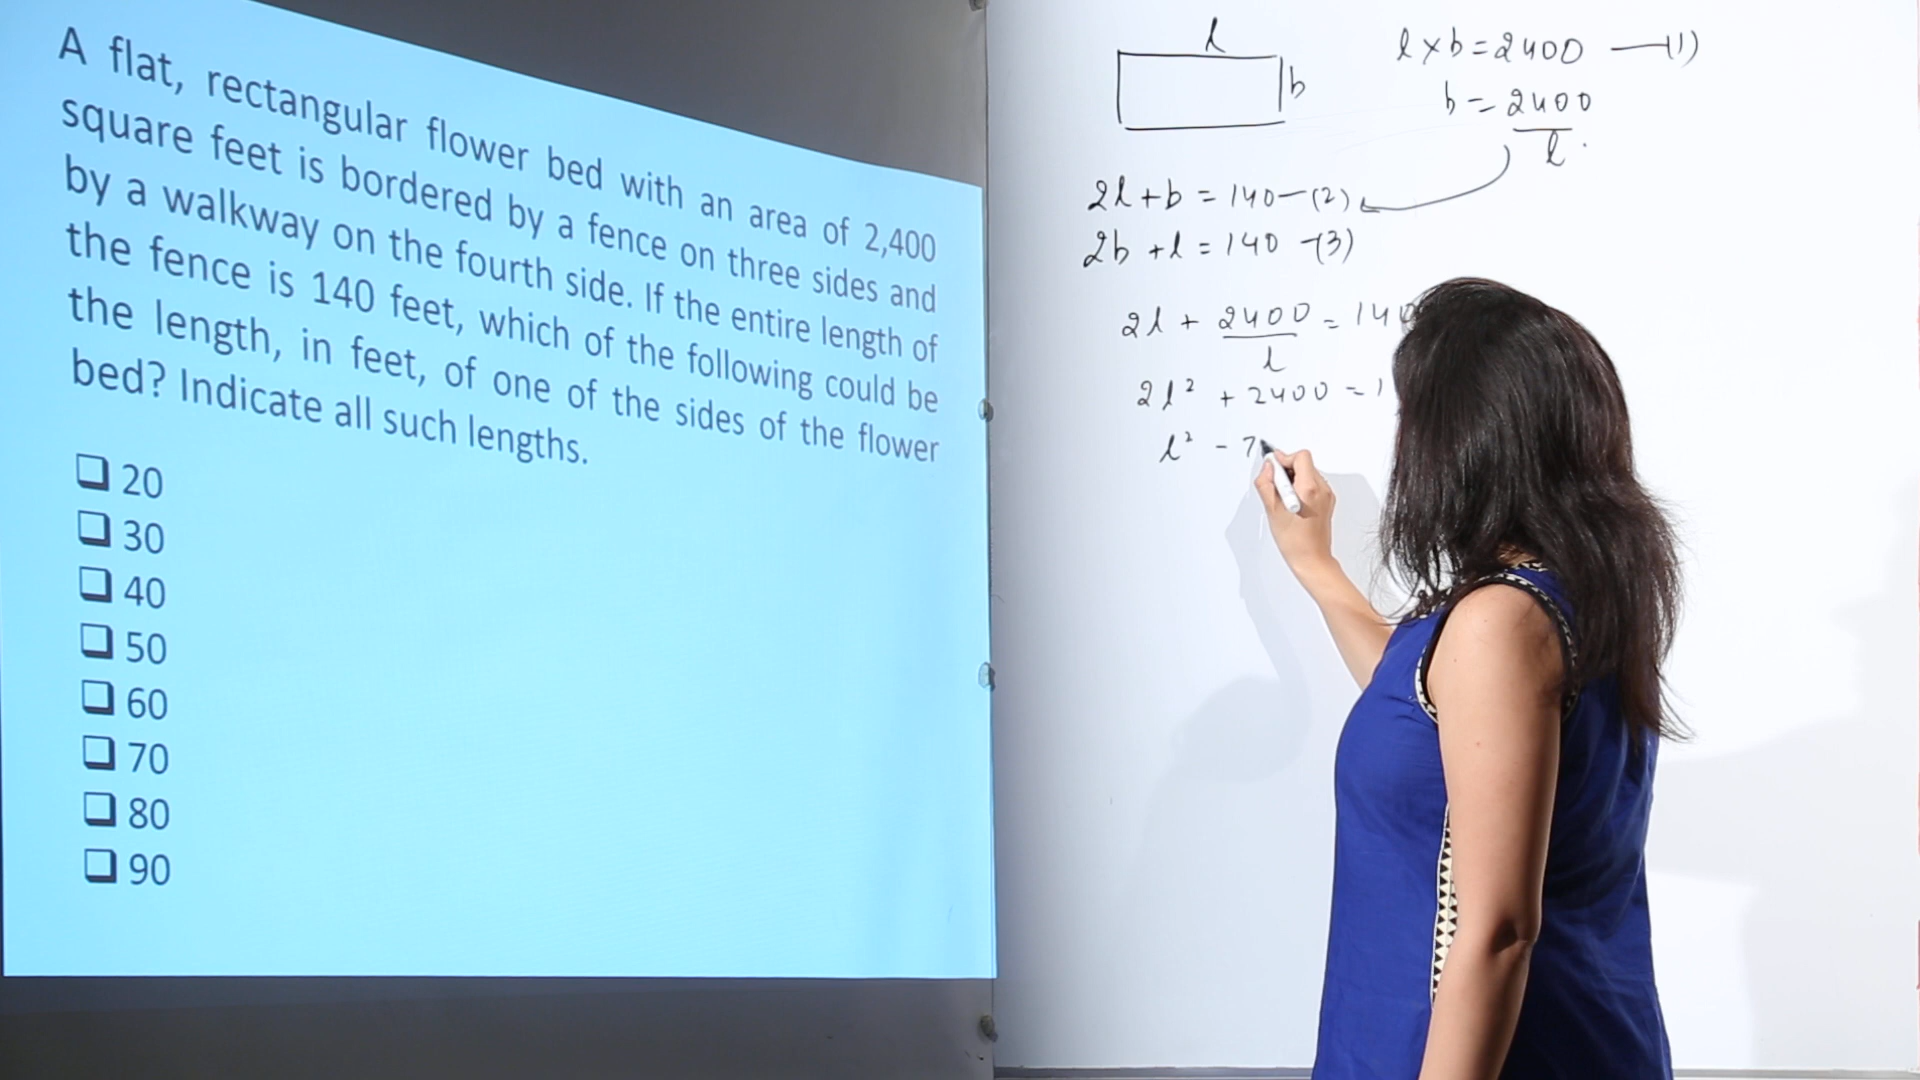 A flat, rectangular flower bed with an area of 2,400
square feet is bordered by a fence on three sides and
by a walkway on the fourth side. If the entire length of
the fence is 140 feet, which of the following could be
the length, in feet, of one of the sides of the flower
bed? Indicate all such lengths.
❑ 20
❑ 30
❑ 40
❑ 50
❑ 60
❑ 70
❑ 80
❑ 90
l
b
l × b = 2400 —(1)
b = 2400
l
2l + b = 140 —(2)
2b + l = 140 —(3)
2l + 2400 = 140
l
2l² + 2400 = 1
l² - 7